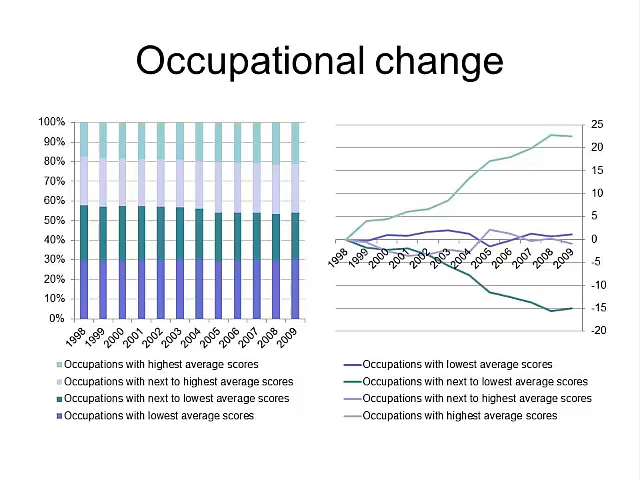 Occupational change
100%
90%
80%
70%
60%
50%
40%
30%
20%
10%
0%
1998 1999 2000 2001 2002 2003 2004 2005 2006 2007 2008 2009
Occupations with highest average scores
Occupations with next to highest average scores
Occupations with next to lowest average scores
Occupations with lowest average scores
25
20
15
10
5
0
-5
-10
-15
-20
1998 1999 2000 2001 2002 2003 2004 2005 2006 2007 2008 2009
Occupations with lowest average scores
Occupations with next to lowest average scores
Occupations with next to highest average scores
Occupations with highest average scores